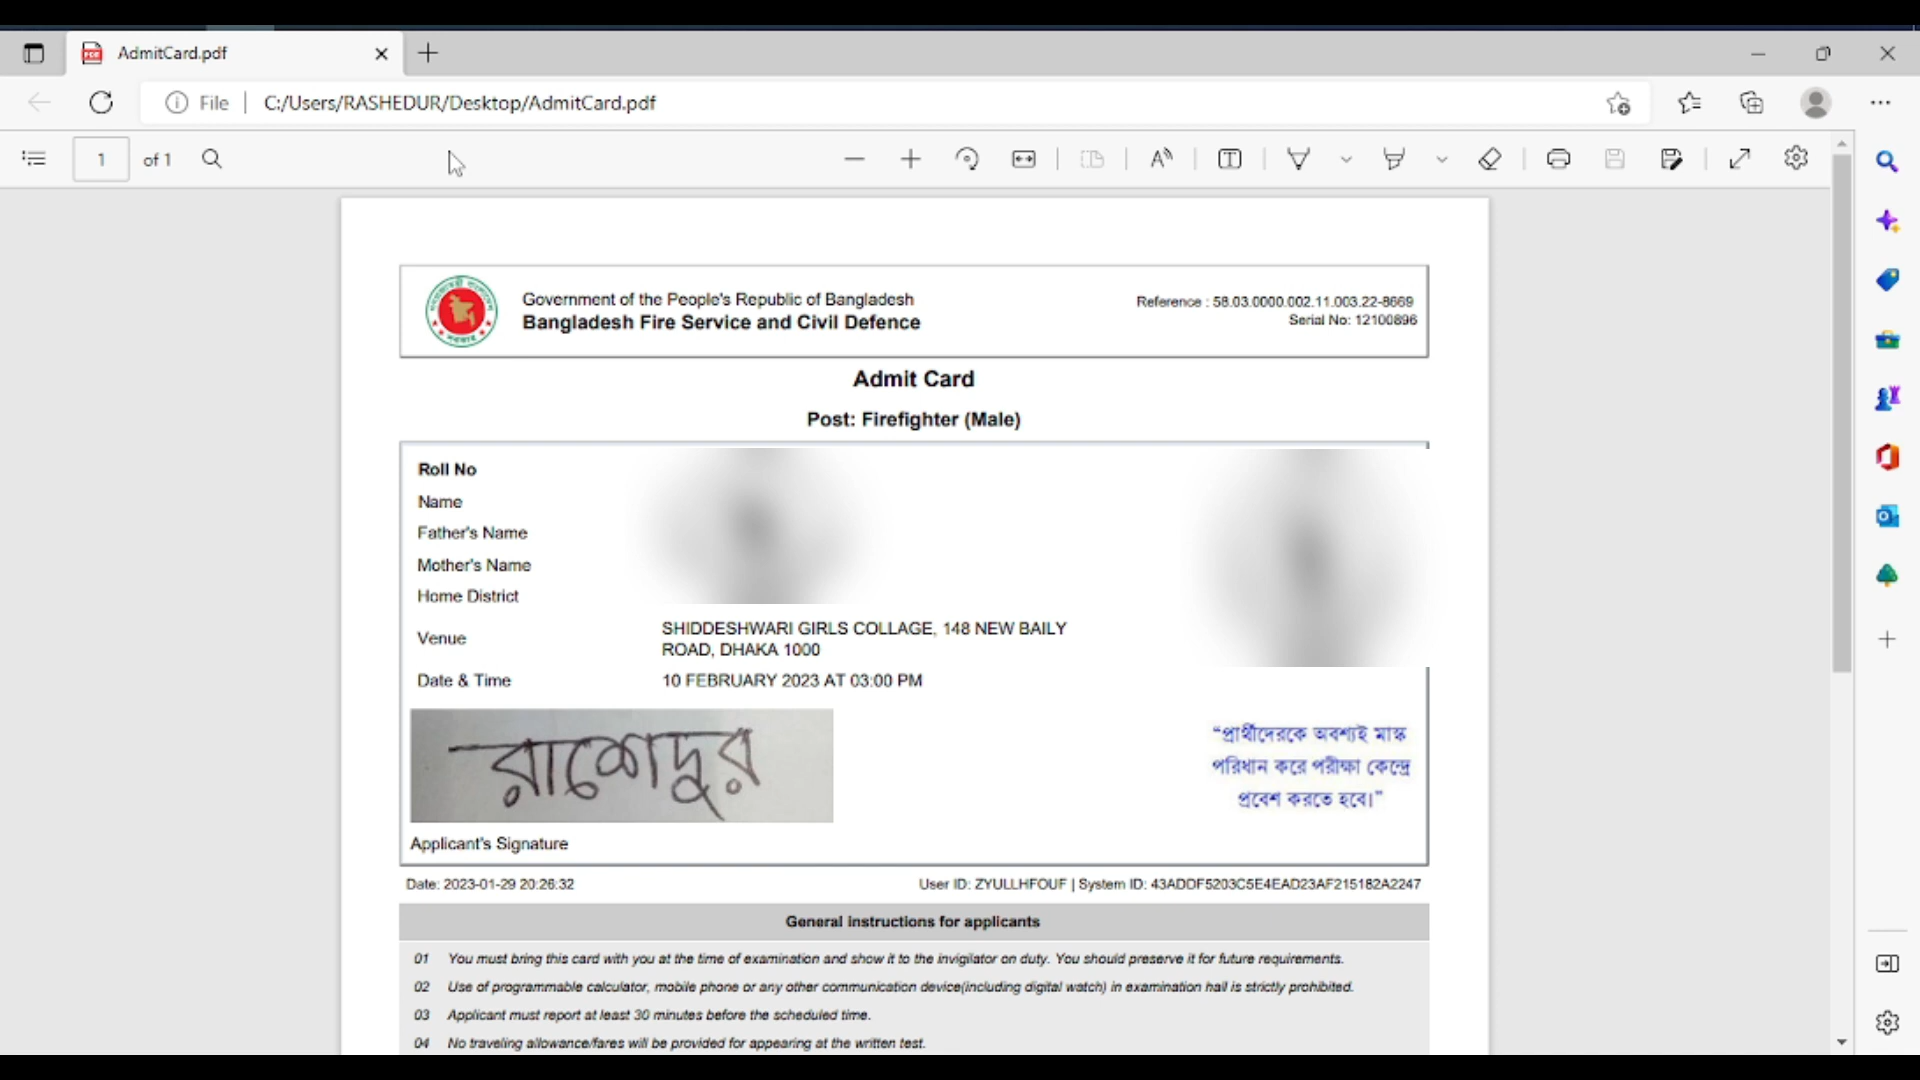 AdmitCard.pdf
File
C:/Users/RASHEDUR/Desktop/AdmitCard.pdf
1 of 1
Government of the People's Republic of Bangladesh
Bangladesh Fire Service and Civil Defence
Reference : 58.03.0000.002.11.003.22-8669
Serial No: 12100896
Admit Card
Post: Firefighter (Male)
Roll No
Name
Father's Name
Mother's Name
Home District
Venue
SHIDDESHWARI GIRLS COLLAGE, 148 NEW BAILY
ROAD, DHAKA 1000
Date & Time
10 FEBRUARY 2023 AT 03:00 PM
রাশেদুর
"প্রার্থীদেরকে অবশ্যই মাস্ক
পরিধান করে পরীক্ষা কেন্দ্রে
প্রবেশ করতে হবে।"
Applicant's Signature
Date: 2023-01-29 20:26:32
User ID: ZYULLHFOUF | System ID: 43ADDF5203C5E4EAD23AF215182A2247
General instructions for applicants
01 You must bring this card with you at the time of examination and show it to the invigilator on duty. You should preserve it for future requirements.
02 Use of programmable calculator, mobile phone or any other communication device(including digital watch) in examination hall is strictly prohibited.
03 Applicant must report at least 30 minutes before the scheduled time.
04 No traveling allowance/fares will be provided for appearing at the written test.